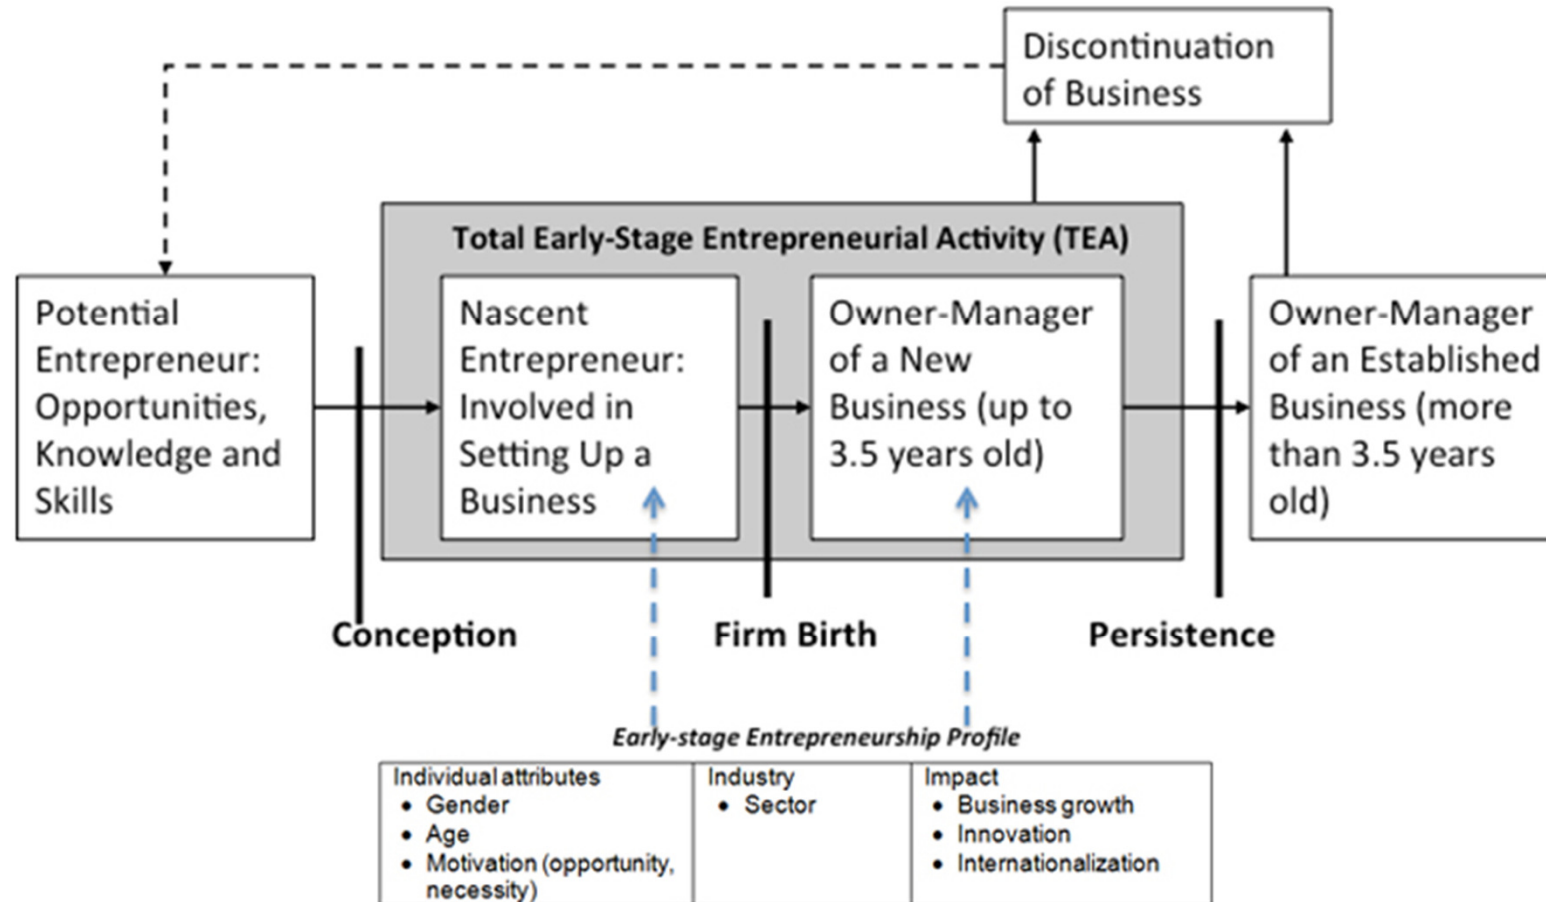 Discontinuation
of Business
Total Early-Stage Entrepreneurial Activity (TEA)
Potential
Entrepreneur:
Opportunities,
Knowledge and
Skills
Nascent
Entrepreneur:
Involved in
Setting Up a
Business
Owner-Manager
of a New
Business (up to
3.5 years old)
Owner-Manager
of an Established
Business (more
than 3.5 years
old)
Conception
Firm Birth
Persistence
Early-stage Entrepreneurship Profile
Individual attributes
• Gender
• Age
• Motivation (opportunity,
necessity)
Industry
• Sector
Impact
• Business growth
• Innovation
• Internationalization